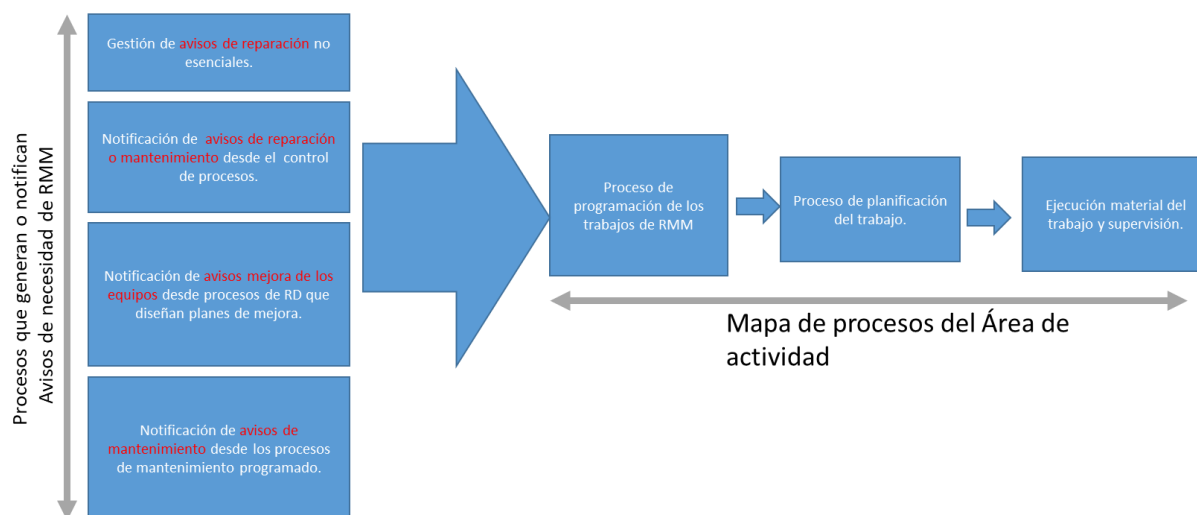 Procesos que generan o notifican
Avisos de necesidad de RMM
Gestión de avisos de reparación no
esenciales.
Notificación de avisos de reparación
o mantenimiento desde el control
de procesos.
Notificación de avisos mejora de los
equipos desde procesos de RD que
diseñan planes de mejora.
Notificación de avisos de
mantenimiento desde los procesos
de mantenimiento programado.
Proceso de
programación de los
trabajos de RMM
Proceso de planificación
del trabajo.
Ejecución material del
trabajo y supervisión.
Mapa de procesos del Área de
actividad